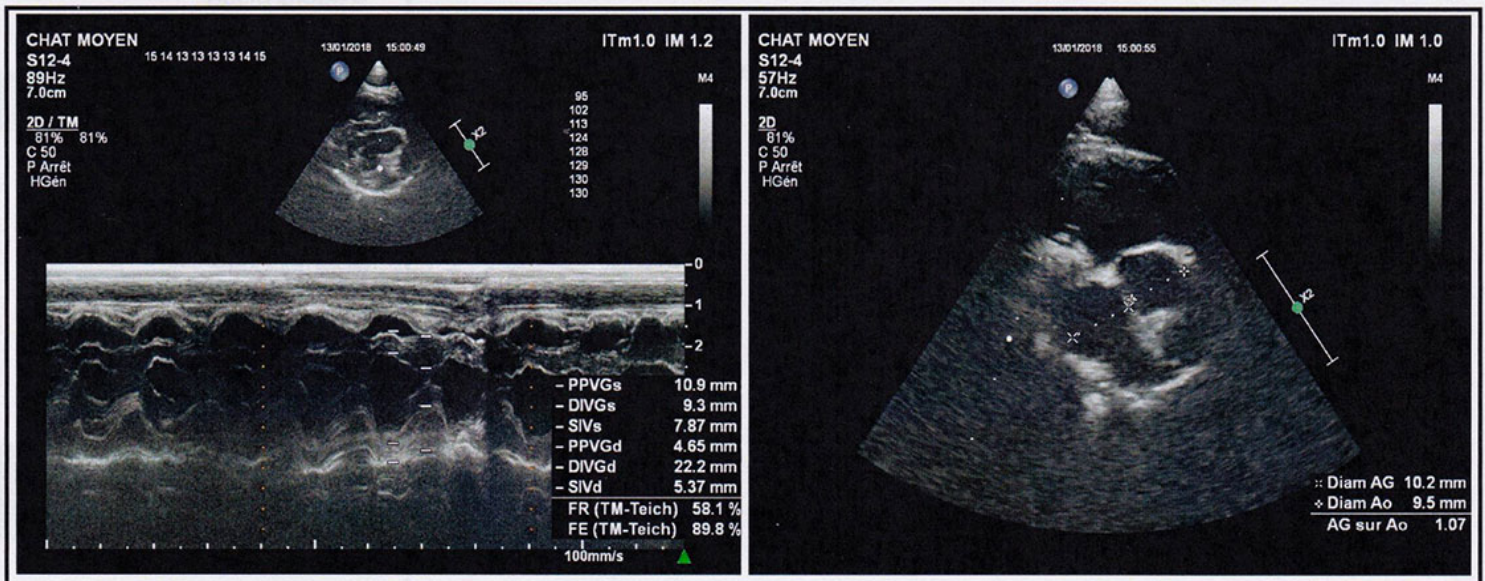 CHAT MOYEN
S12-4
89Hz
7.0cm
2D / TM
81% 81%
C 50
P Arrêt
HGén
15 14 13 13 13 13 14 15
13/01/2018 15:00:49
ITm1.0 IM 1.2
P
M4
X2
95
102
113
124
128
129
130
130
0
1
2
PPVGs 10.9 mm
DIVGs 9.3 mm
SIVs 7.87 mm
PPVGd 4.65 mm
DIVGd 22.2 mm
SIVd 5.37 mm
FR (TM-Teich) 58.1 %
FE (TM-Teich) 89.8 %
100mm/s
CHAT MOYEN
S12-4
57Hz
7.0cm
2D
81%
C 50
P Arrêt
HGén
13/01/2018 15:00:55
ITm1.0 IM 1.0
P
M4
X2
Diam AG 10.2 mm
Diam Ao 9.5 mm
AG sur Ao 1.07